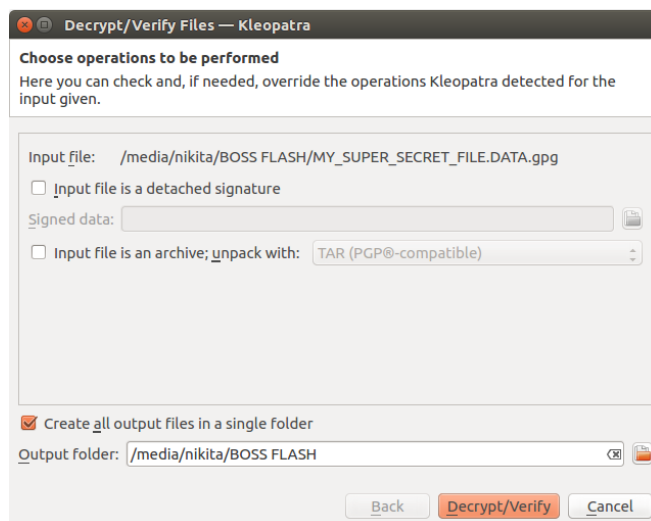 Decrypt/Verify Files — Kleopatra
Choose operations to be performed
Here you can check and, if needed, override the operations Kleopatra detected for the
input given.
Input file: /media/nikita/BOSS FLASH/MY_SUPER_SECRET_FILE.DATA.gpg
Input file is a detached signature
Signed data:
Input file is an archive; unpack with: TAR (PGP®-compatible)
Create all output files in a single folder
Output folder: /media/nikita/BOSS FLASH
Back Decrypt/Verify Cancel